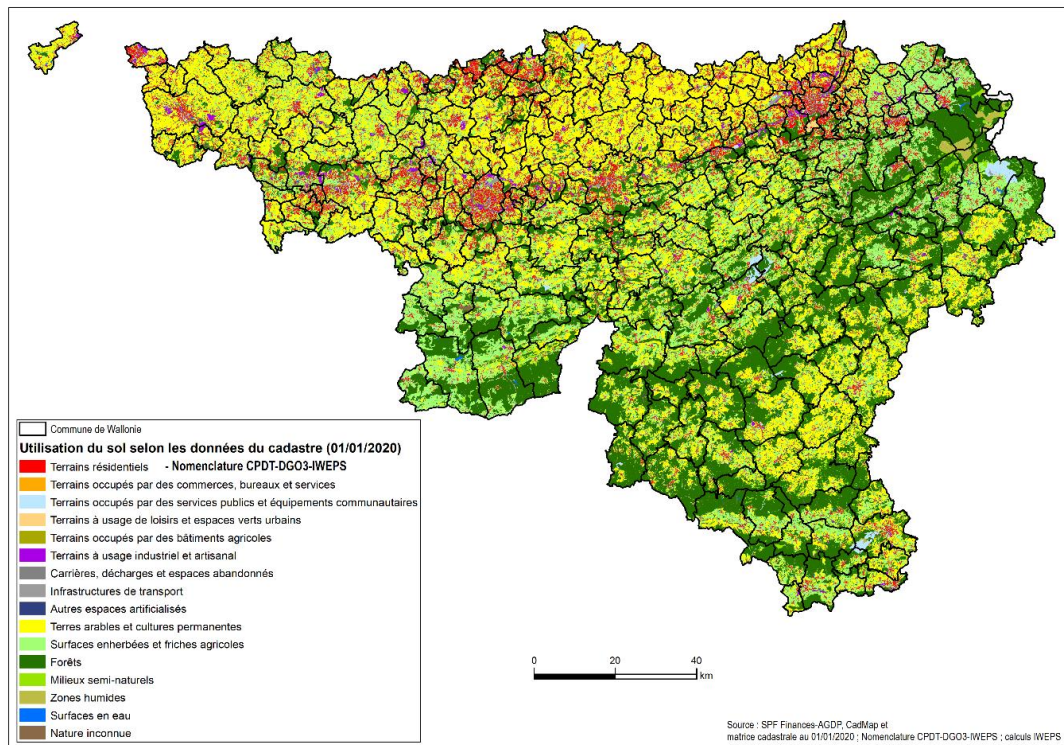 Commune de Wallonie
Utilisation du sol selon les données du cadastre (01/01/2020)
Terrains résidentiels - Nomenclature CPDT-DGO3-IWEPS
Terrains occupés par des commerces, bureaux et services
Terrains occupés par des services publics et équipements communautaires
Terrains à usage de loisirs et espaces verts urbains
Terrains occupés par des bâtiments agricoles
Terrains à usage industriel et artisanal
Carrières, décharges et espaces abandonnés
Infrastructures de transport
Autres espaces artificialisés
Terres arables et cultures permanentes
Surfaces enherbées et friches agricoles
Forêts
Milieux semi-naturels
Zones humides
Surfaces en eau
Nature inconnue
0 20 40
km
Source : SPF Finances-AGDP, CadMap et
matrice cadastrale au 01/01/2020 ; Nomenclature CPDT-DGO3-IWEPS ; calculs IWEPS